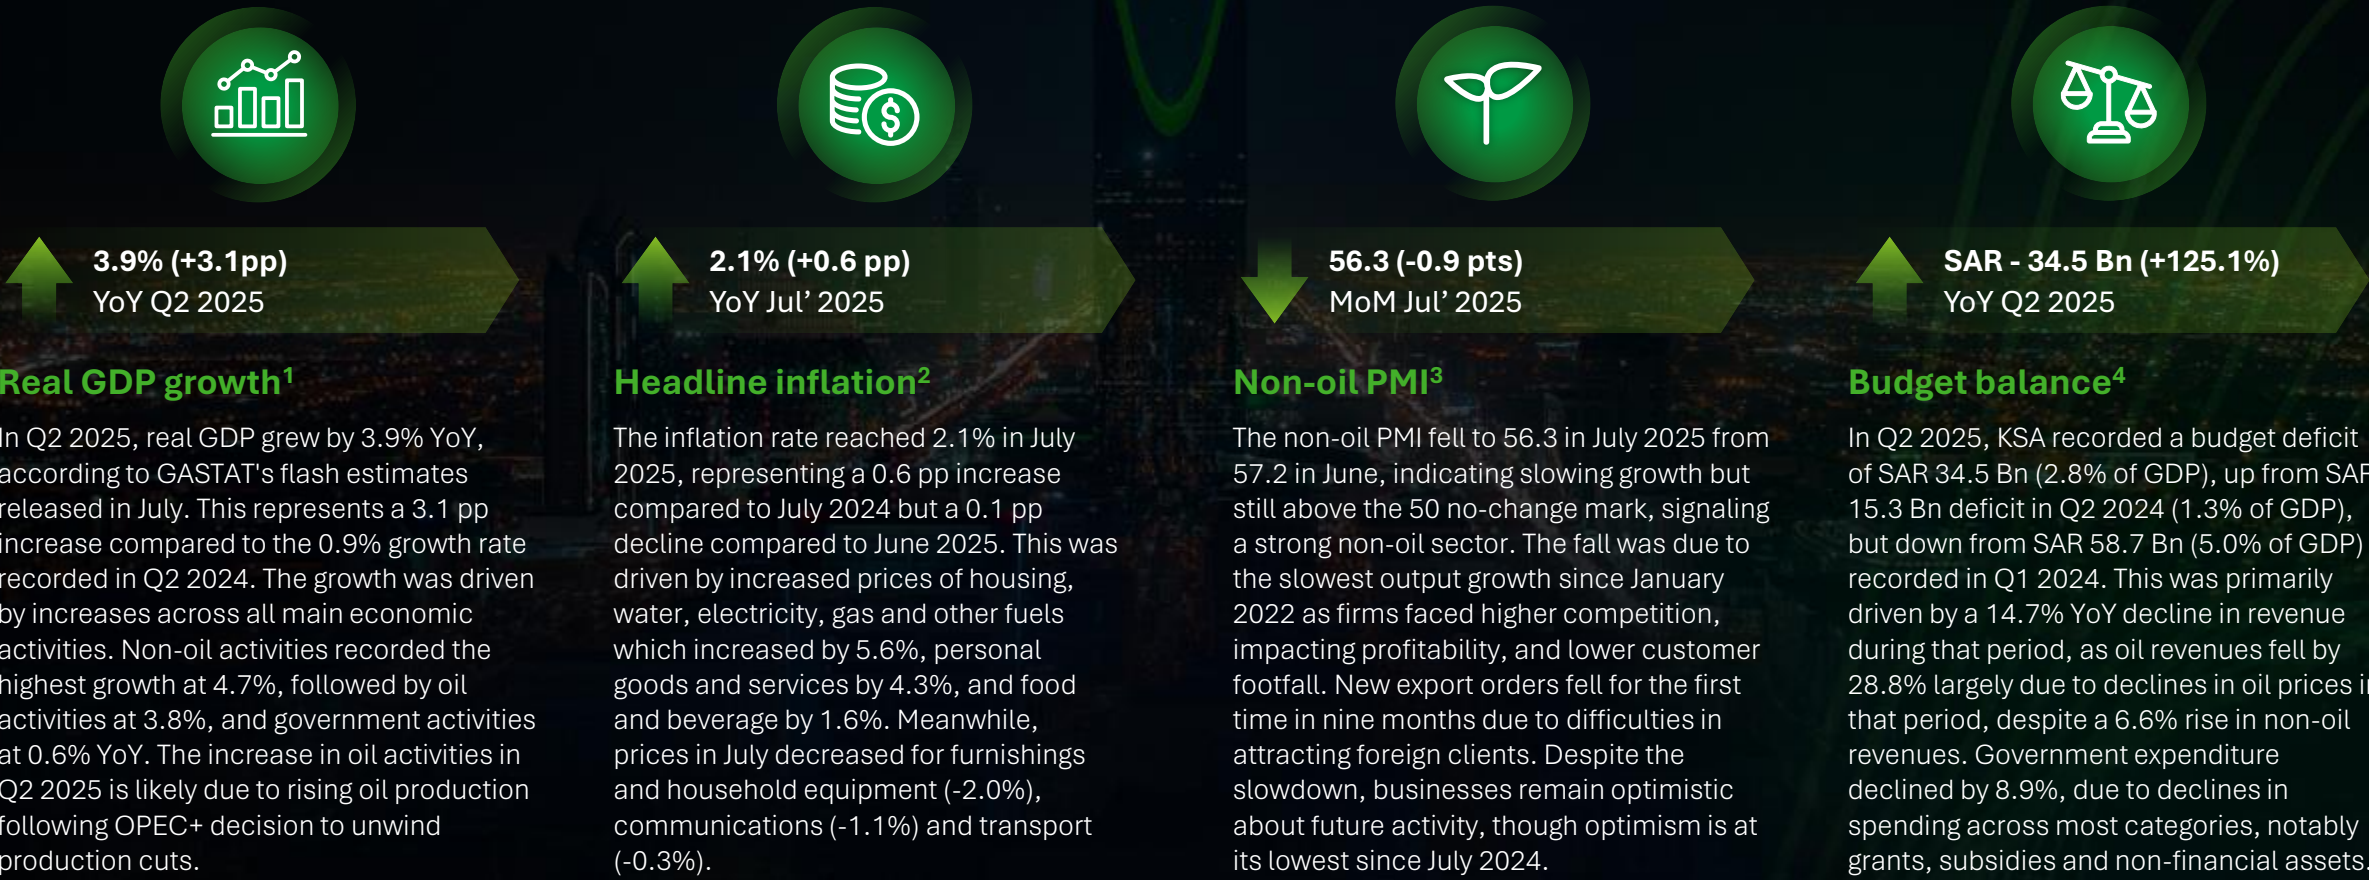 3.9% (+3.1pp)
YoY Q2 2025
Real GDP growth¹
In Q2 2025, real GDP grew by 3.9% YoY,
according to GASTAT's flash estimates
released in July. This represents a 3.1 pp
increase compared to the 0.9% growth rate
recorded in Q2 2024. The growth was driven
by increases across all main economic
activities. Non-oil activities recorded the
highest growth at 4.7%, followed by oil
activities at 3.8%, and government activities
at 0.6% YoY. The increase in oil activities in
Q2 2025 is likely due to rising oil production
following OPEC+ decision to unwind
production cuts.
2.1% (+0.6 pp)
YoY Jul’ 2025
Headline inflation²
The inflation rate reached 2.1% in July
2025, representing a 0.6 pp increase
compared to July 2024 but a 0.1 pp
decline compared to June 2025. This was
driven by increased prices of housing,
water, electricity, gas and other fuels
which increased by 5.6%, personal
goods and services by 4.3%, and food
and beverage by 1.6%. Meanwhile,
prices in July decreased for furnishings
and household equipment (-2.0%),
communications (-1.1%) and transport
(-0.3%).
56.3 (-0.9 pts)
MoM Jul’ 2025
Non-oil PMI³
The non-oil PMI fell to 56.3 in July 2025 from
57.2 in June, indicating slowing growth but
still above the 50 no-change mark, signaling
a strong non-oil sector. The fall was due to
the slowest output growth since January
2022 as firms faced higher competition,
impacting profitability, and lower customer
footfall. New export orders fell for the first
time in nine months due to difficulties in
attracting foreign clients. Despite the
slowdown, businesses remain optimistic
about future activity, though optimism is at
its lowest since July 2024.
SAR - 34.5 Bn (+125.1%)
YoY Q2 2025
Budget balance⁴
In Q2 2025, KSA recorded a budget deficit
of SAR 34.5 Bn (2.8% of GDP), up from SAR
15.3 Bn deficit in Q2 2024 (1.3% of GDP),
but down from SAR 58.7 Bn (5.0% of GDP)
recorded in Q1 2024. This was primarily
driven by a 14.7% YoY decline in revenue
during that period, as oil revenues fell by
28.8% largely due to declines in oil prices in
that period, despite a 6.6% rise in non-oil
revenues. Government expenditure
declined by 8.9%, due to declines in
spending across most categories, notably
grants, subsidies and non-financial assets.